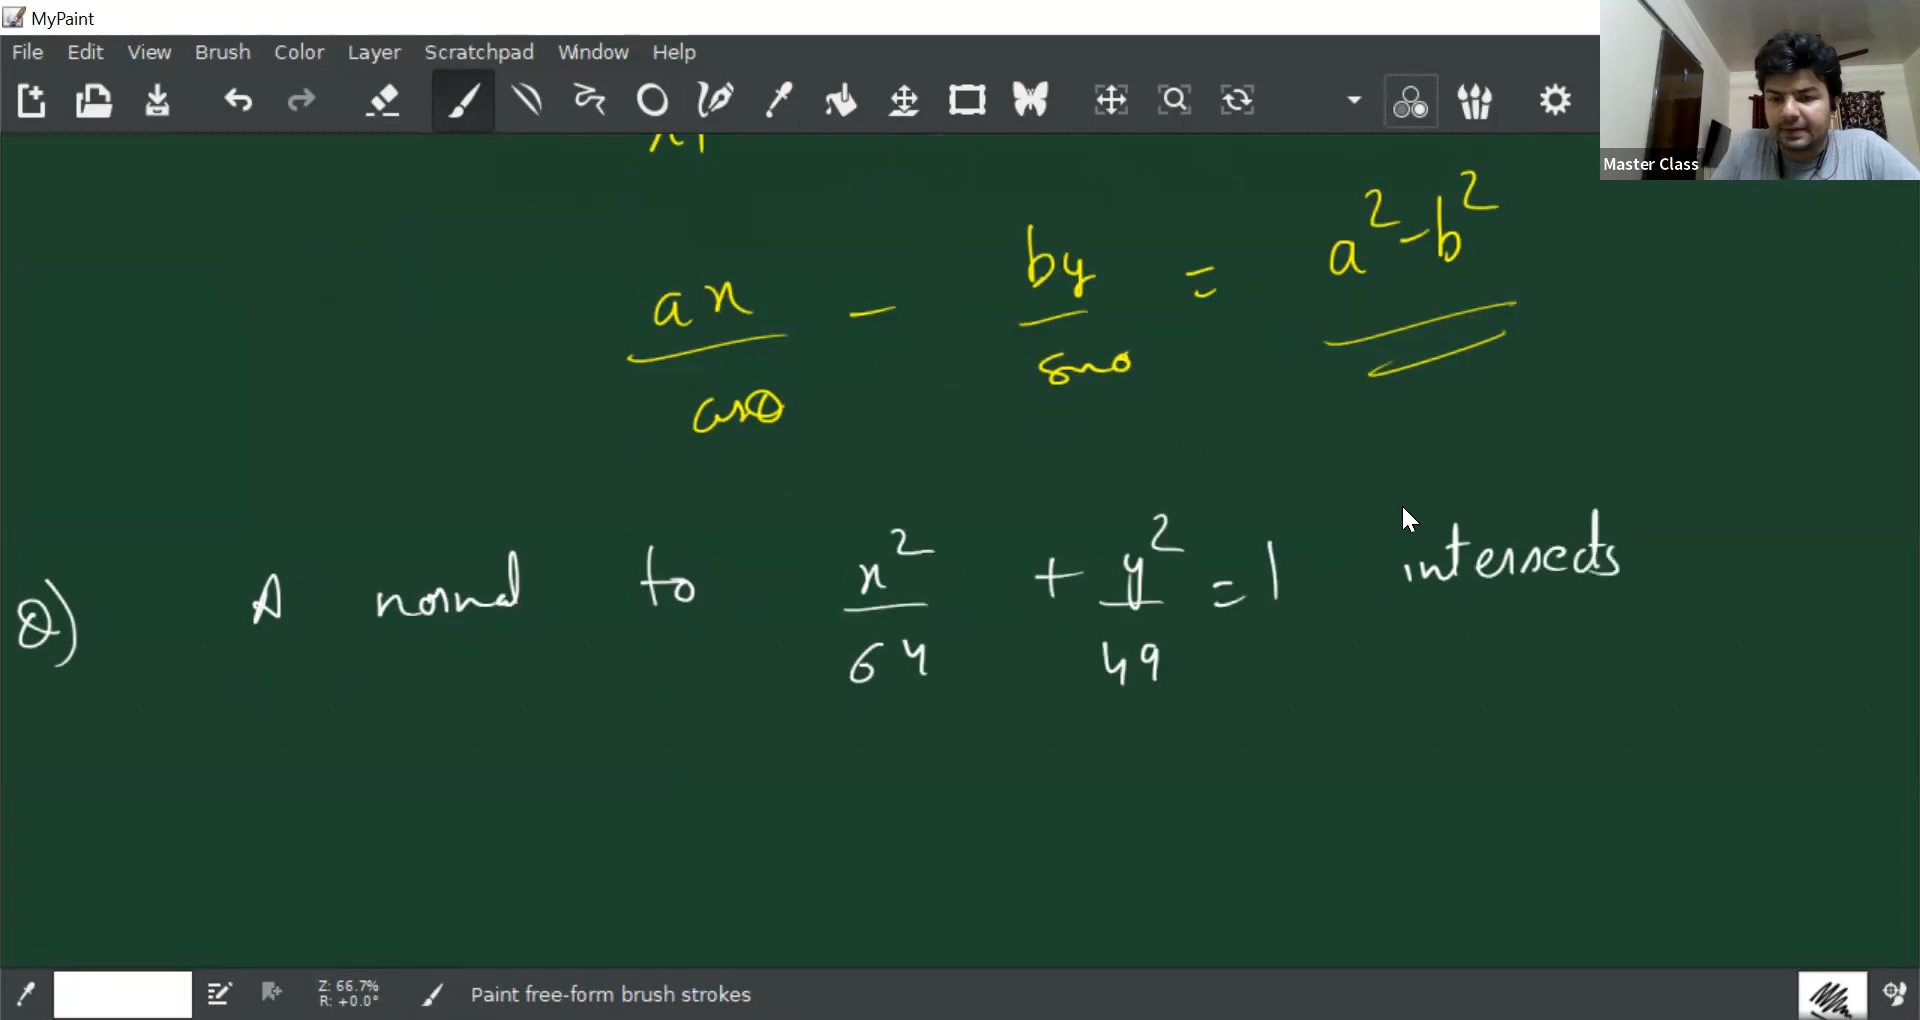 MyPaint
File Edit View Brush Color Layer Scratchpad Window Help
Master Class
ax/cosθ - by/sinθ = a²-b²
Q) A normal to x²/64 + y²/49 = 1 intersects
Z: 66.7%
R: +0.0°
Paint free-form brush strokes